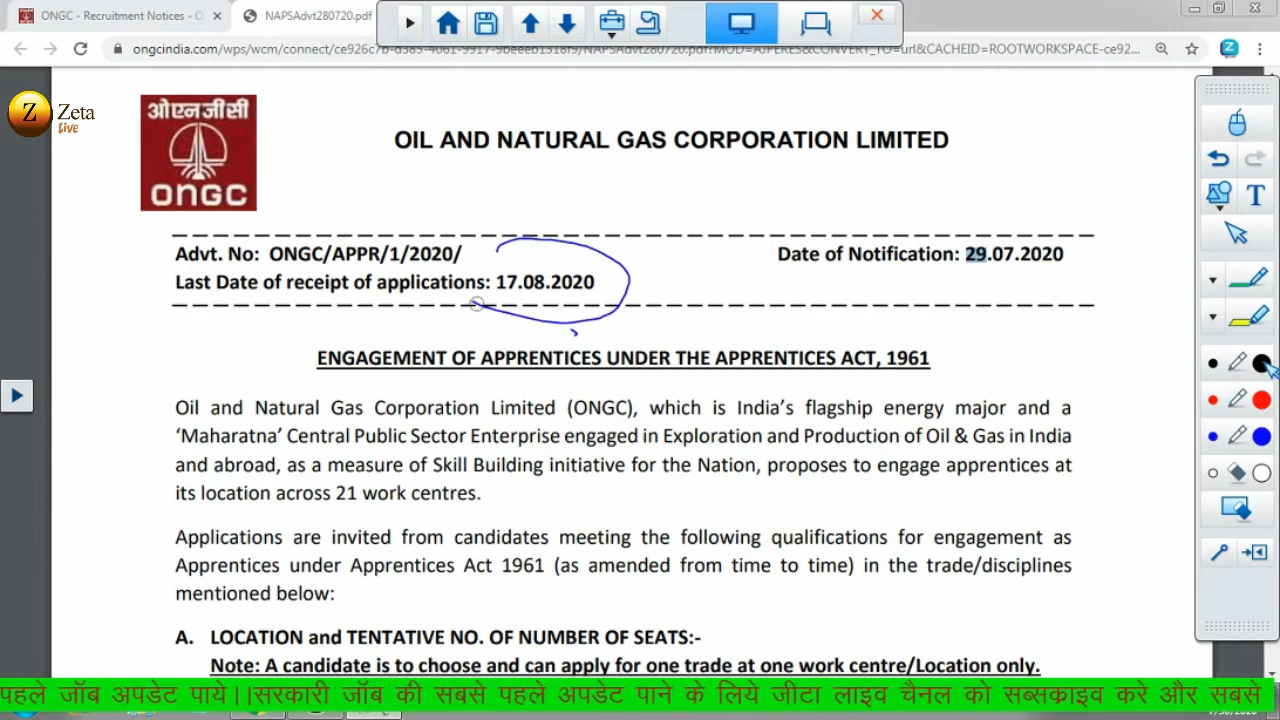 ONGC - Recruitment Notices - O
NAPSAdvt280720.pdf
Zeta
Live
Z
ओएनजीसी
ONGC
OIL AND NATURAL GAS CORPORATION LIMITED
Advt. No: ONGC/APPR/1/2020/ Date of Notification: 29.07.2020
Last Date of receipt of applications: 17.08.2020
ENGAGEMENT OF APPRENTICES UNDER THE APPRENTICES ACT, 1961
Oil and Natural Gas Corporation Limited (ONGC), which is India's flagship energy major and a
'Maharatna' Central Public Sector Enterprise engaged in Exploration and Production of Oil & Gas in India
and abroad, as a measure of Skill Building initiative for the Nation, proposes to engage apprentices at
its location across 21 work centres.
Applications are invited from candidates meeting the following qualifications for engagement as
Apprentices under Apprentices Act 1961 (as amended from time to time) in the trade/disciplines
mentioned below:
A. LOCATION and TENTATIVE NO. OF NUMBER OF SEATS:-
Note: A candidate is to choose and can apply for one trade at one work centre/Location only.
पहले जॉब अपडेट पाये||सरकारी जॉब की सबसे पहले अपडेट पाने के लिये जीटा लाइव चैनल को सब्सक्राइव करे और सबसे